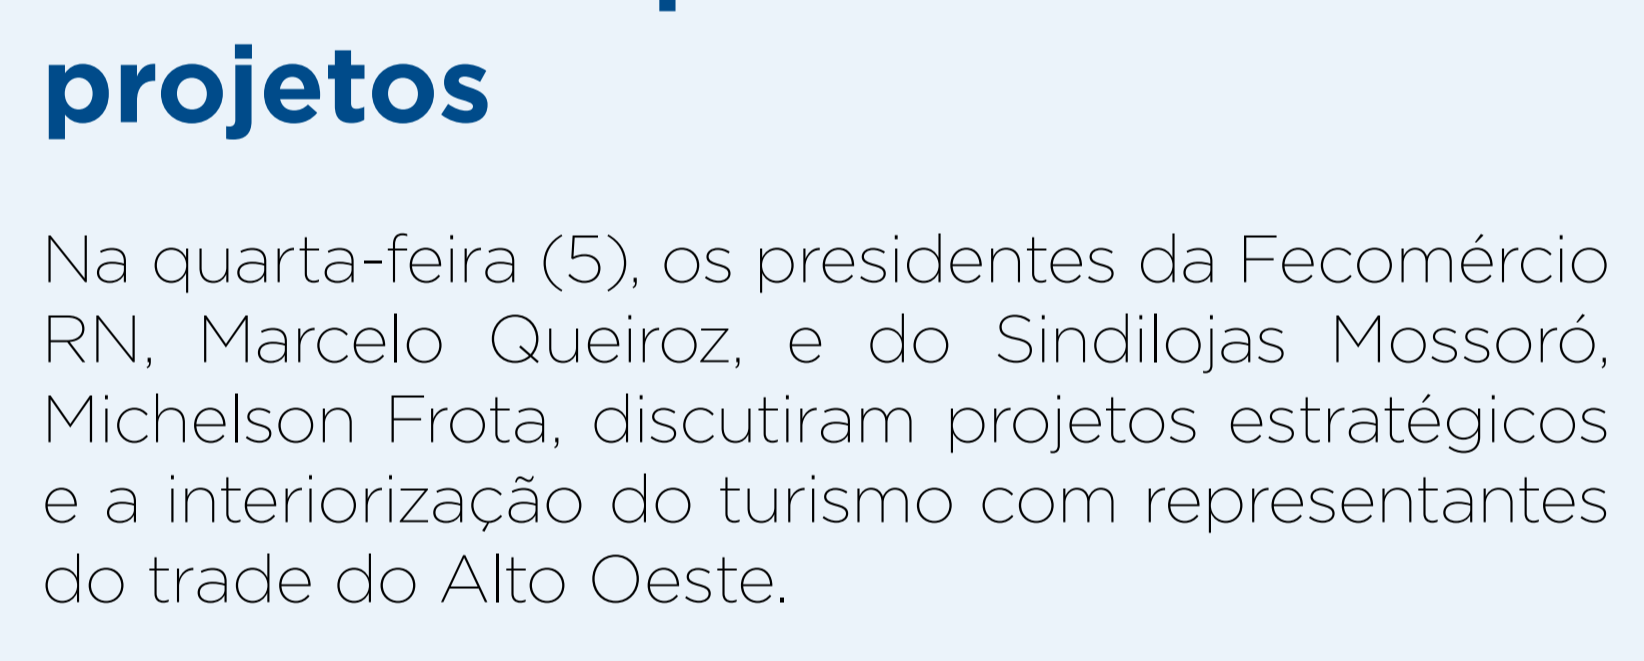 projetos
Na quarta-feira (5), os presidentes da Fecomércio
RN, Marcelo Queiroz, e do Sindilojas Mossoró,
Michelson Frota, discutiram projetos estratégicos
e a interiorização do turismo com representantes
do trade do Alto Oeste.